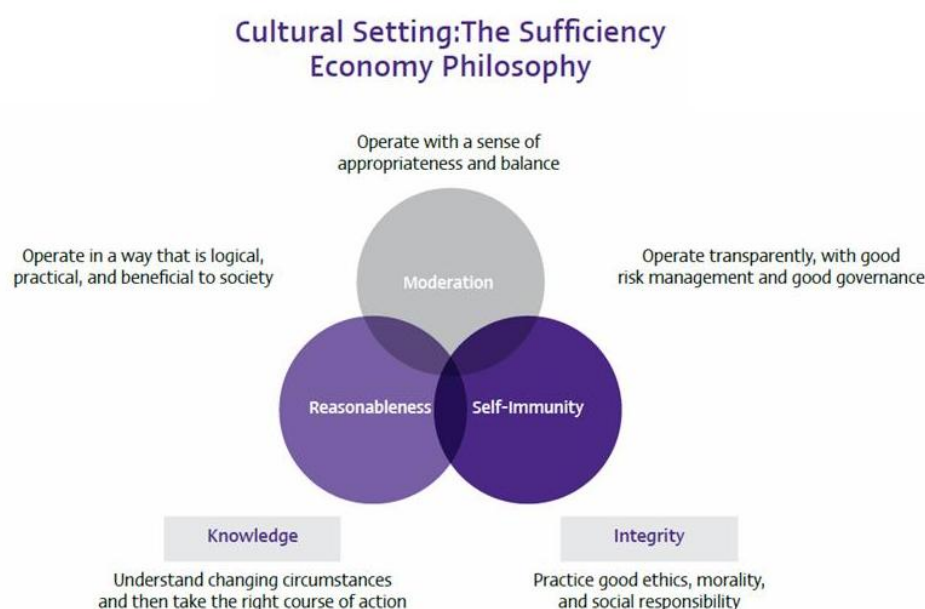 Cultural Setting:The Sufficiency
Economy Philosophy
Operate with a sense of
appropriateness and balance
Operate in a way that is logical,
practical, and beneficial to society
Operate transparently, with good
risk management and good governance
Moderation
Reasonableness
Self-Immunity
Knowledge
Understand changing circumstances
and then take the right course of action
Integrity
Practice good ethics, morality,
and social responsibility